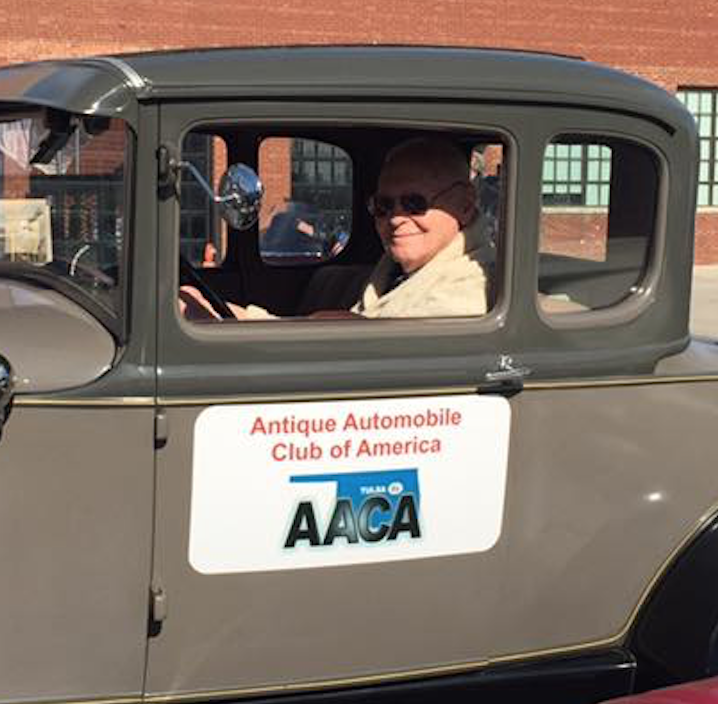 Antique Automobile
Club of America
TULSA
AACA